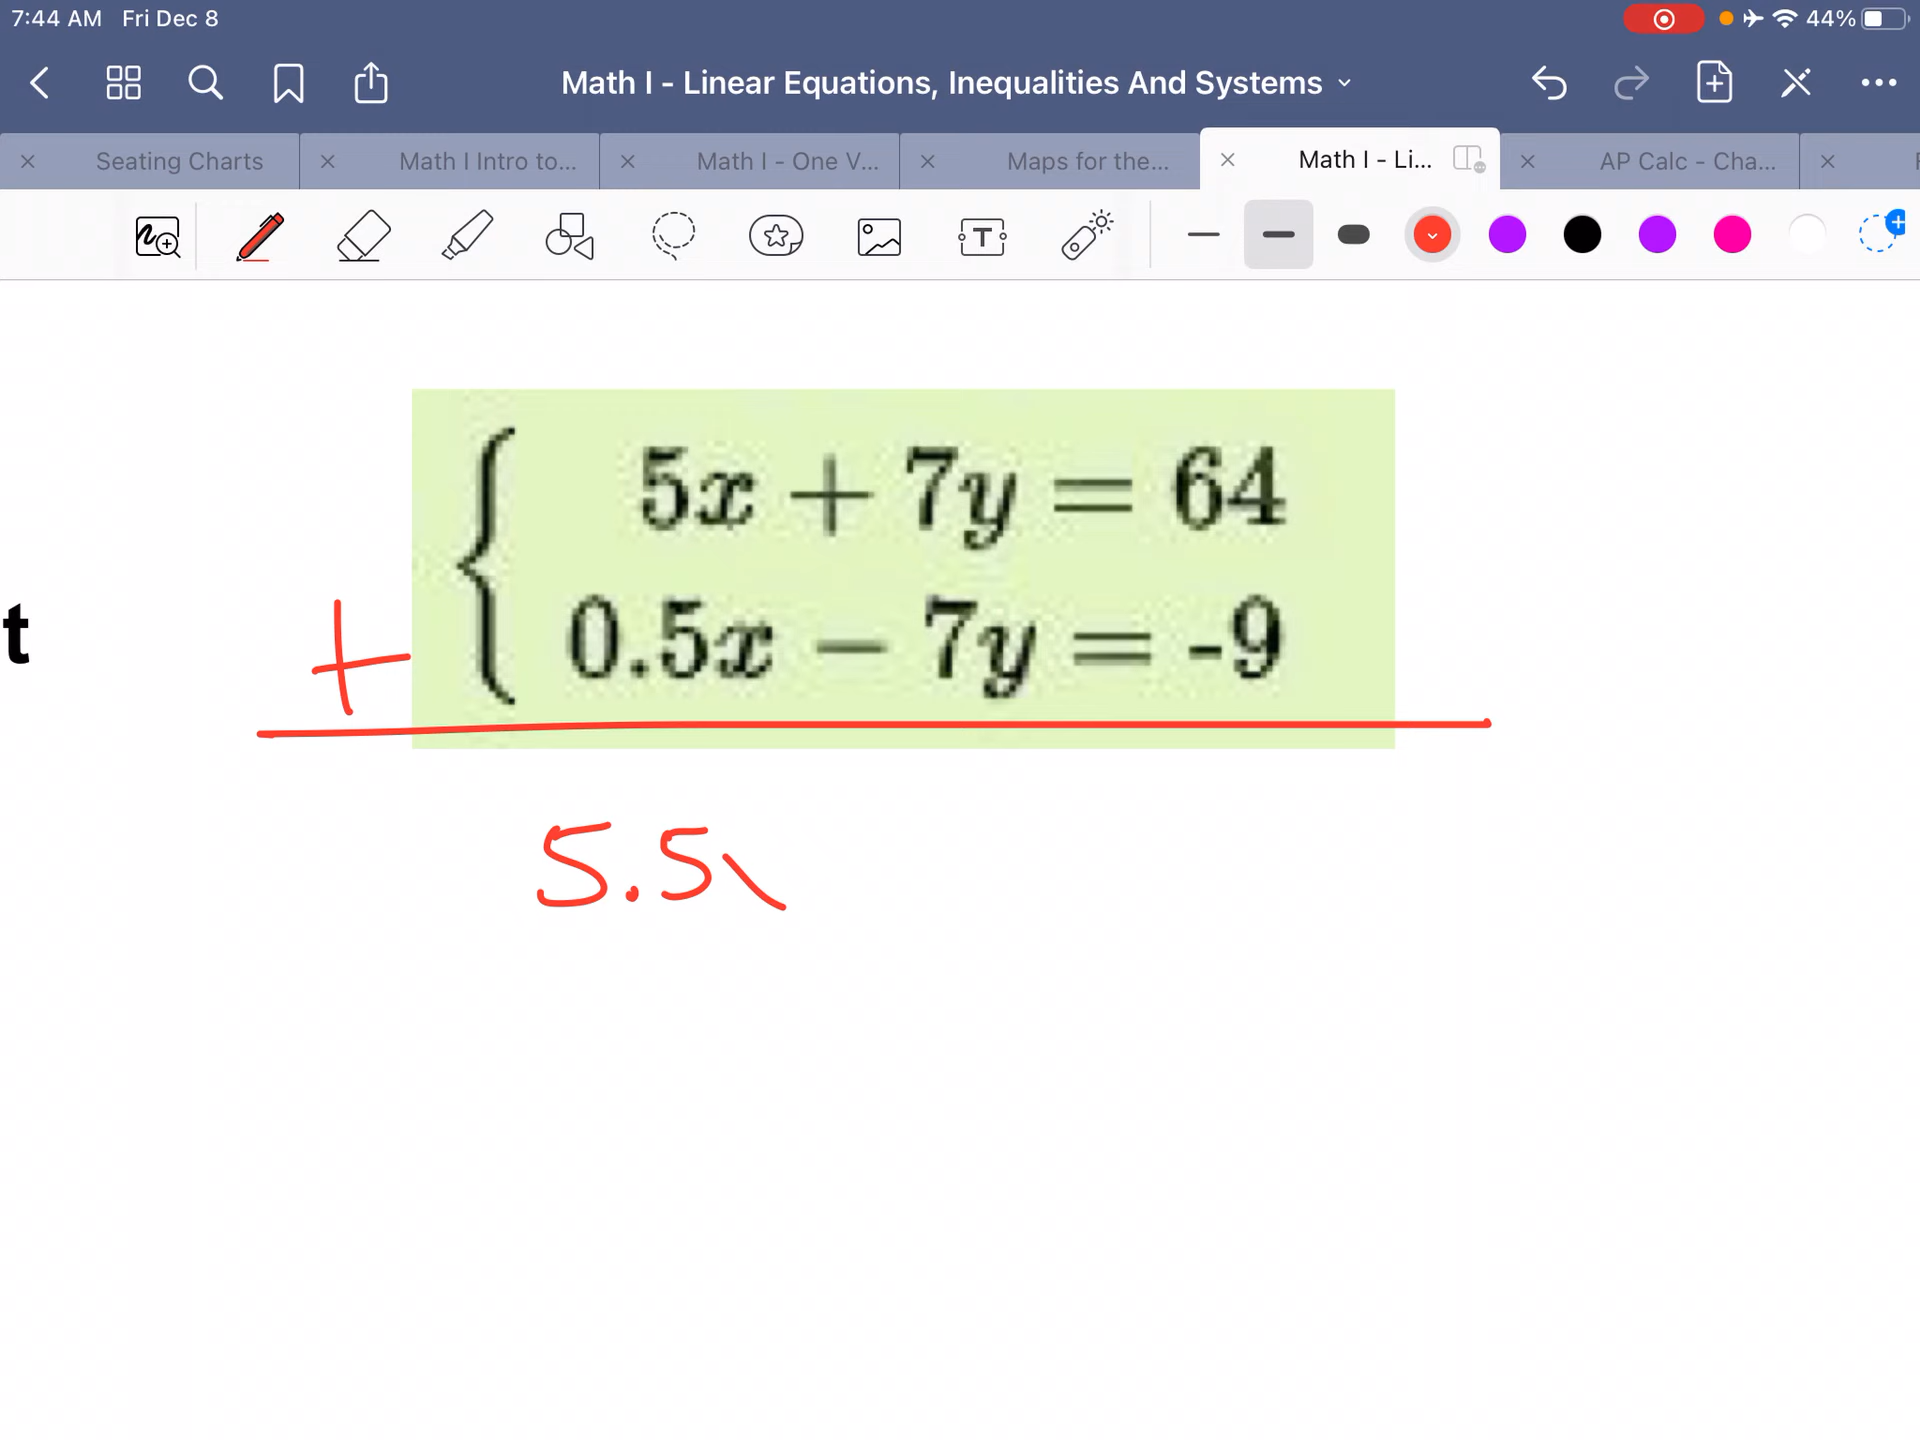 7:44 AM Fri Dec 8
44%
Math I - Linear Equations, Inequalities And Systems
Seating Charts
Math I Intro to...
Math I - One V...
Maps for the...
Math I - Li...
AP Calc - Cha...
T
5x + 7y = 64
t
+
0.5x − 7y = -9
5.5